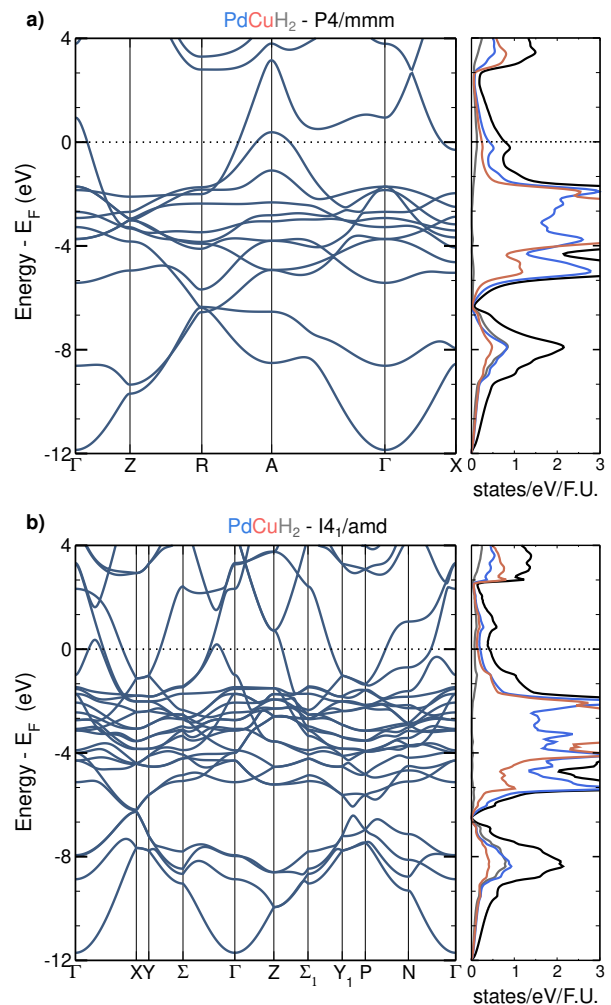 a) PdCuH2 - P4/mmm
4
0
-4
-8
-12
Energy - EF (eV)
Γ Z R A Γ X
0 1 2 3
states/eV/F.U.
b) PdCuH2 - I41/amd
4
0
-4
-8
-12
Energy - EF (eV)
Γ X Y Σ Γ Z Σ1 Y1 P N Γ
0 1 2 3
states/eV/F.U.